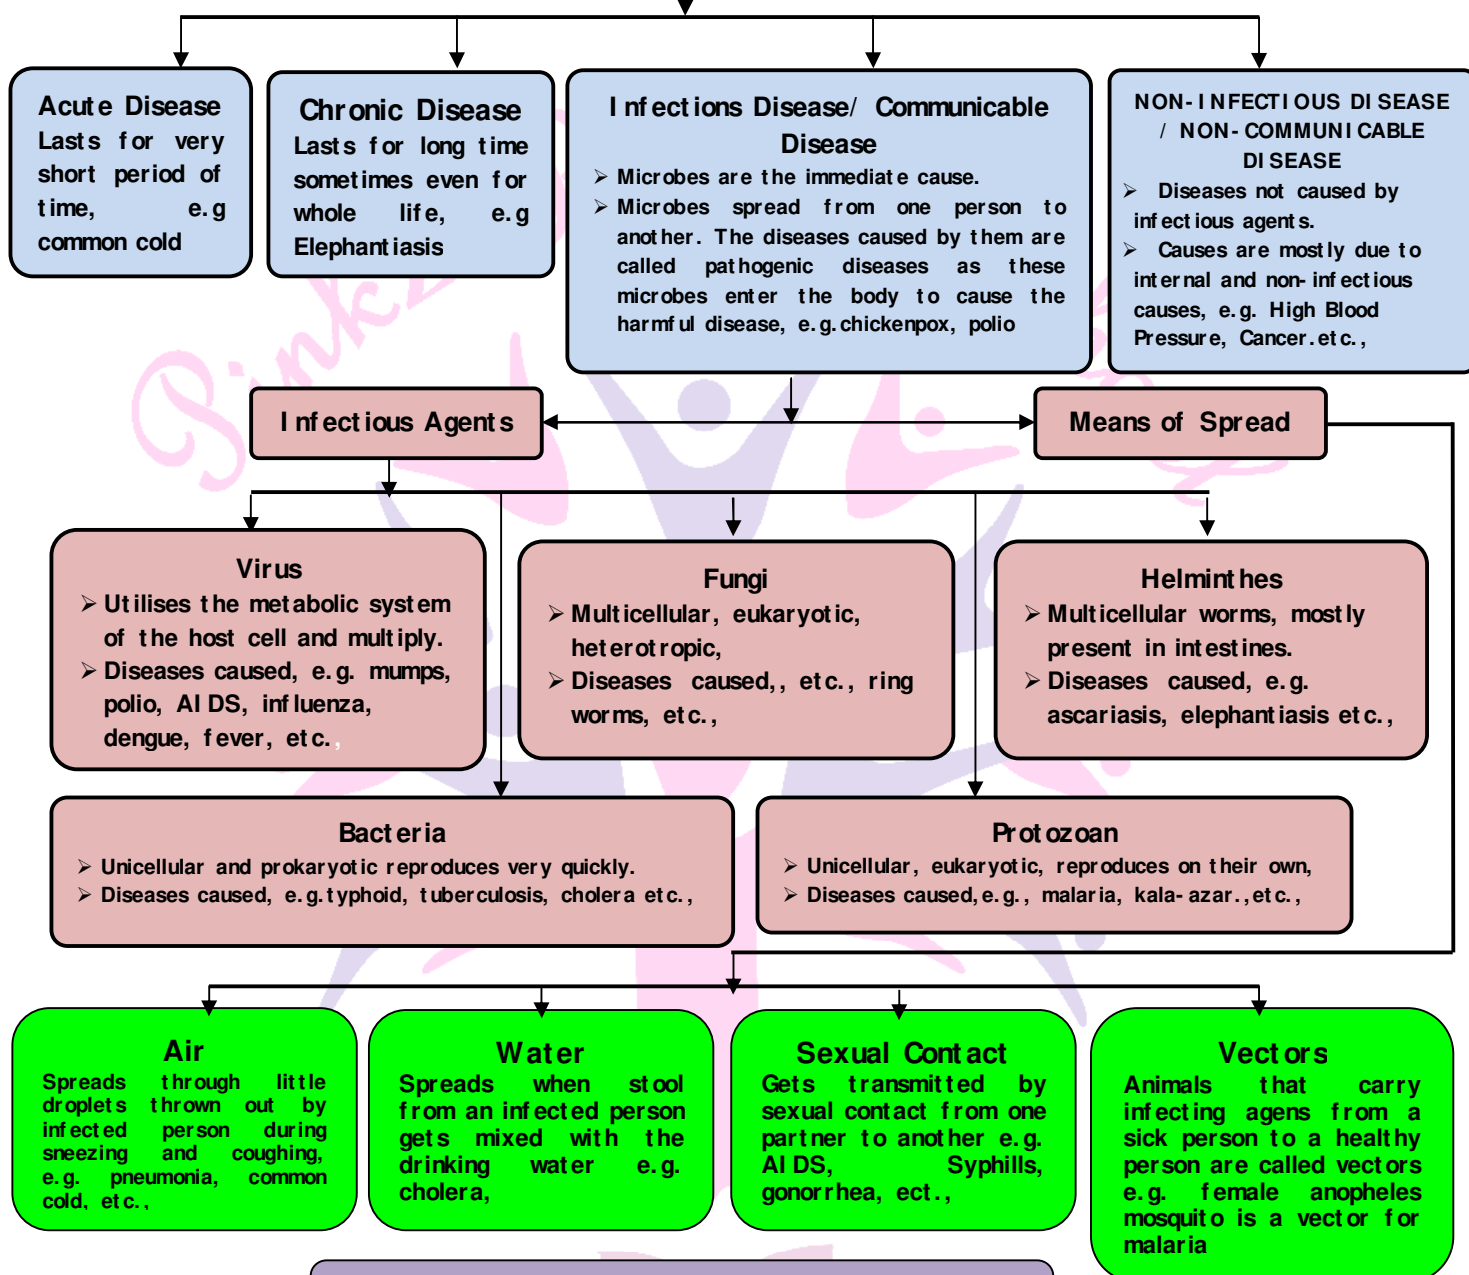 Acute Disease
Lasts for very
short period of
time, e.g
common cold
Chronic Disease
Lasts for long time
sometimes even for
whole life, e.g
Elephantiasis
Infections Disease/ Communicable
Disease
➢ Microbes are the immediate cause.
➢ Microbes spread from one person to
another. The diseases caused by them are
called pathogenic diseases as these
microbes enter the body to cause the
harmful disease, e.g.chickenpox, polio
NON-INFECTIOUS DISEASE
/ NON-COMMUNICABLE
DISEASE
➢ Diseases not caused by
infectious agents.
➢ Causes are mostly due to
internal and non-infectious
causes, e.g. High Blood
Pressure, Cancer.etc.,
Infectious Agents
Means of Spread
Virus
➢ Utilises the metabolic system
of the host cell and multiply.
➢ Diseases caused, e.g. mumps,
polio, AIDS, influenza,
dengue, fever, etc.,
Fungi
➢ Multicellular, eukaryotic,
heterotropic,
➢ Diseases caused,, etc., ring
worms, etc.,
Helminthes
➢ Multicellular worms, mostly
present in intestines.
➢ Diseases caused, e.g.
ascariasis, elephantiasis etc.,
Bacteria
➢ Unicellular and prokaryotic reproduces very quickly.
➢ Diseases caused, e.g.typhoid, tuberculosis, cholera etc.,
Protozoan
➢ Unicellular, eukaryotic, reproduces on their own,
➢ Diseases caused,e.g., malaria, kala-azar.,etc.,
Air
Spreads through little
droplets thrown out by
infected person during
sneezing and coughing,
e.g. pneumonia, common
cold, etc.,
Water
Spreads when stool
from an infected person
gets mixed with the
drinking water e.g.
cholera,
Sexual Contact
Gets transmitted by
sexual contact from one
partner to another e.g.
AIDS, Syphills,
gonorrhea, ect.,
Vectors
Animals that carry
infecting agens from a
sick person to a healthy
person are called vectors
e.g. female anopheles
mosquito is a vector for
malaria